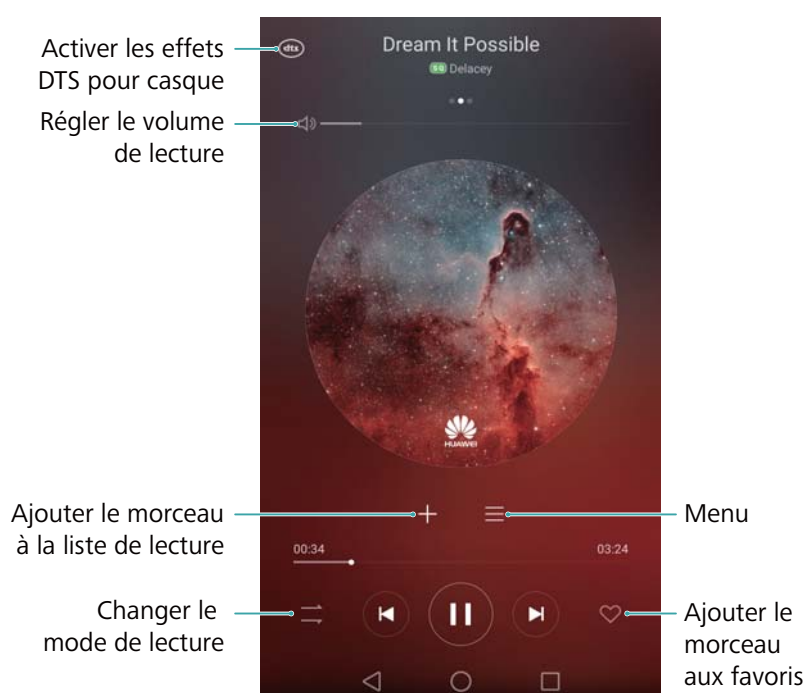 Activer les effets
DTS pour casque
dts
Dream It Possible
SQ Delacey
Régler le volume
de lecture
HUAWEI
Ajouter le morceau
à la liste de lecture
Menu
00:34
03:24
Changer le
mode de lecture
Ajouter le
morceau
aux favoris